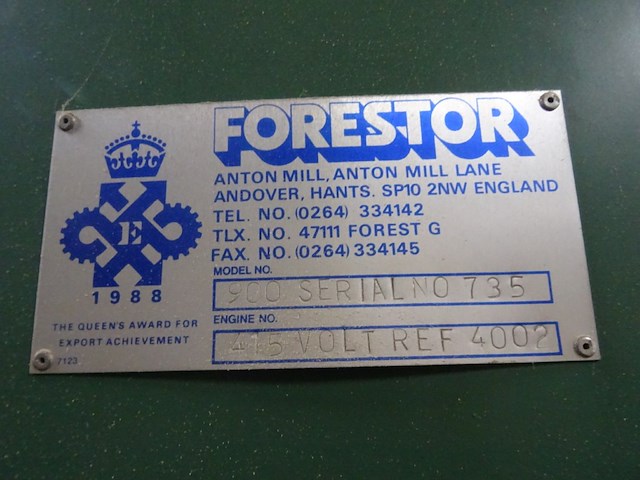 FORESTOR
ANTON MILL, ANTON MILL LANE
ANDOVER, HANTS. SP10 2NW ENGLAND
TEL. NO. (0264) 334142
TLX. NO. 47111 FOREST G
FAX. NO. (0264) 334145
MODEL NO.
900 SERIAL NO 735
ENGINE NO.
415 VOLT REF 4002
E
1988
THE QUEEN'S AWARD FOR
EXPORT ACHIEVEMENT
7123